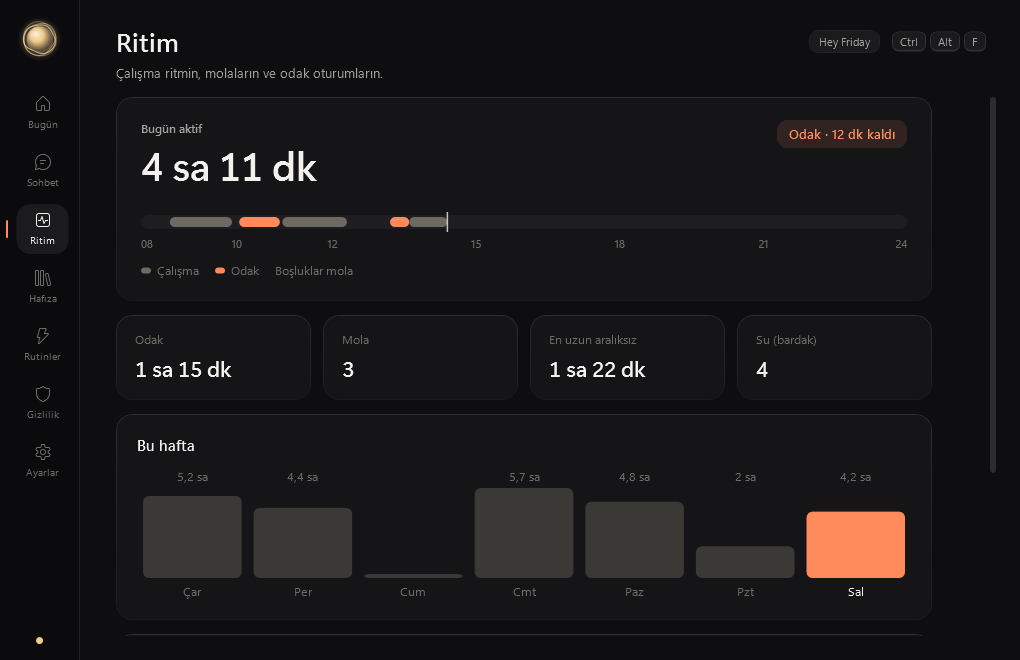 Ritim
Hey Friday Ctrl Alt F
Çalışma ritmin, molaların ve odak oturumların.
Bugün
Sohbet
Ritim
Hafıza
Rutinler
Gizlilik
Ayarlar
Bugün aktif
Odak · 12 dk kaldı
4 sa 11 dk
08 10 12 15 18 21 24
Çalışma Odak Boşluklar mola
Odak
1 sa 15 dk
Mola
3
En uzun aralıksız
1 sa 22 dk
Su (bardak)
4
Bu hafta
5,2 sa 4,4 sa 5,7 sa 4,8 sa 2 sa 4,2 sa
Çar Per Cum Cmt Paz Pzt Sal